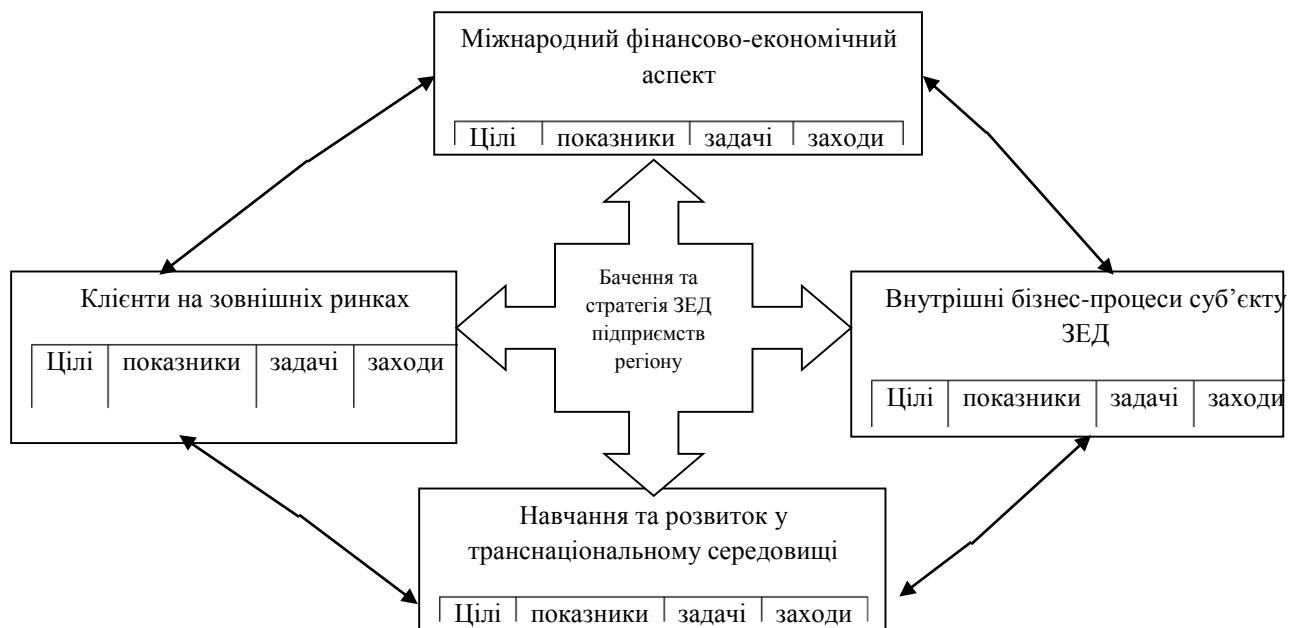 Міжнародний фінансово-економічний
аспект
Цілі показники задачі заходи
Клієнти на зовнішніх ринках
Цілі показники задачі заходи
Бачення та
стратегія ЗЕД
підприємств
регіону
Внутрішні бізнес-процеси суб’єкту
ЗЕД
Цілі показники задачі заходи
Навчання та розвиток у
транснаціональному середовищі
Цілі показники задачі заходи